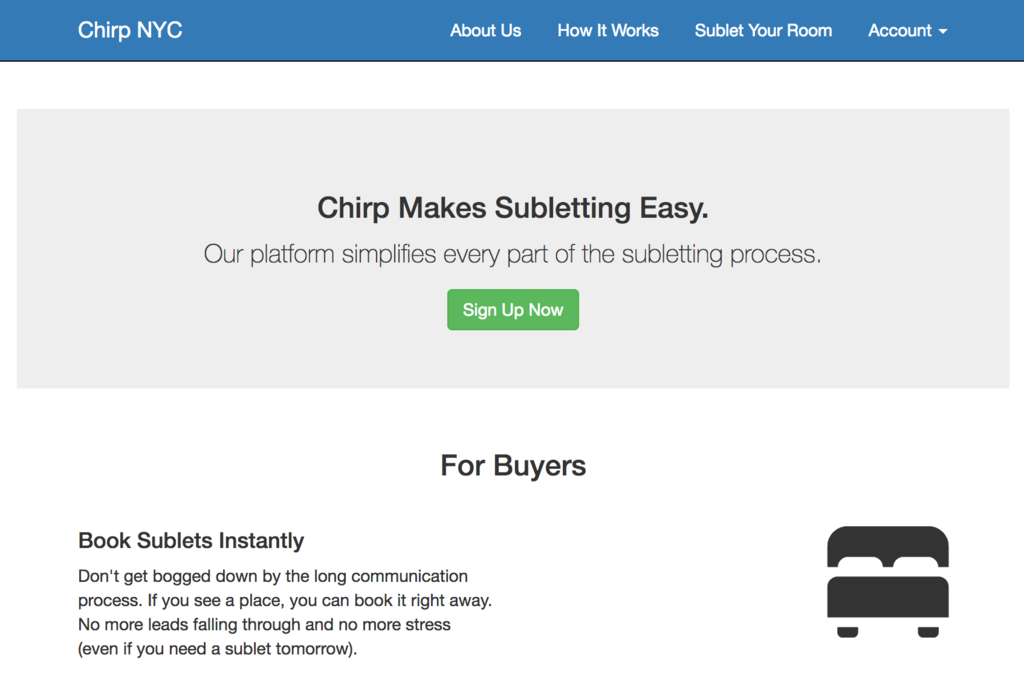 Chirp NYC
About Us
How It Works
Sublet Your Room
Account
Chirp Makes Subletting Easy.
Our platform simplifies every part of the subletting process.
Sign Up Now
For Buyers
Book Sublets Instantly
Don't get bogged down by the long communication
process. If you see a place, you can book it right away.
No more leads falling through and no more stress
(even if you need a sublet tomorrow).